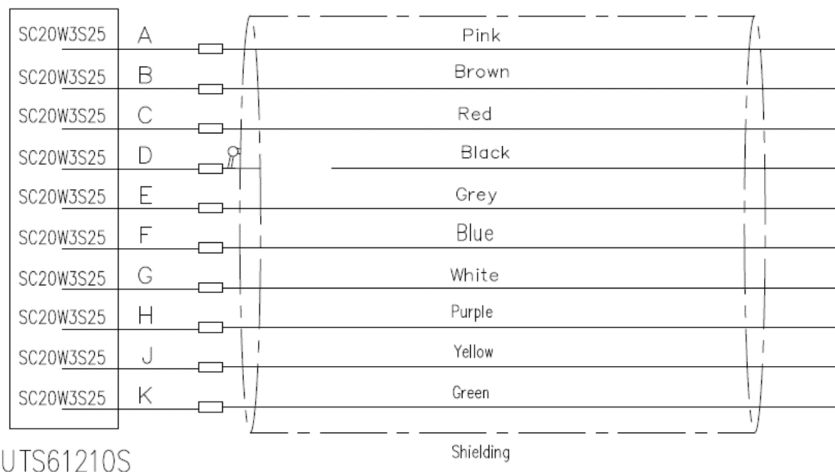 SC20W3S25 A Pink
SC20W3S25 B Brown
SC20W3S25 C Red
SC20W3S25 D Black
SC20W3S25 E Grey
SC20W3S25 F Blue
SC20W3S25 G White
SC20W3S25 H Purple
SC20W3S25 J Yellow
SC20W3S25 K Green
UTS61210S Shielding